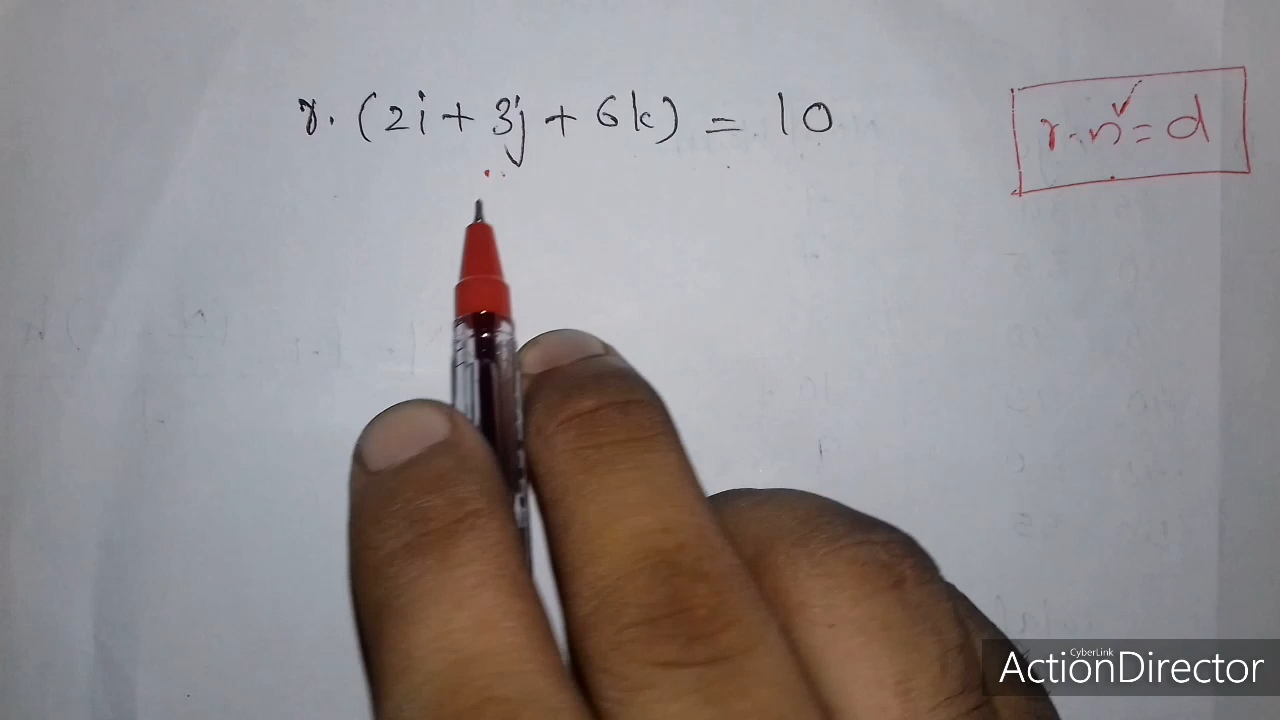 r. (2i + 3j + 6k) = 10
r. n = d
CyberLink
ActionDirector